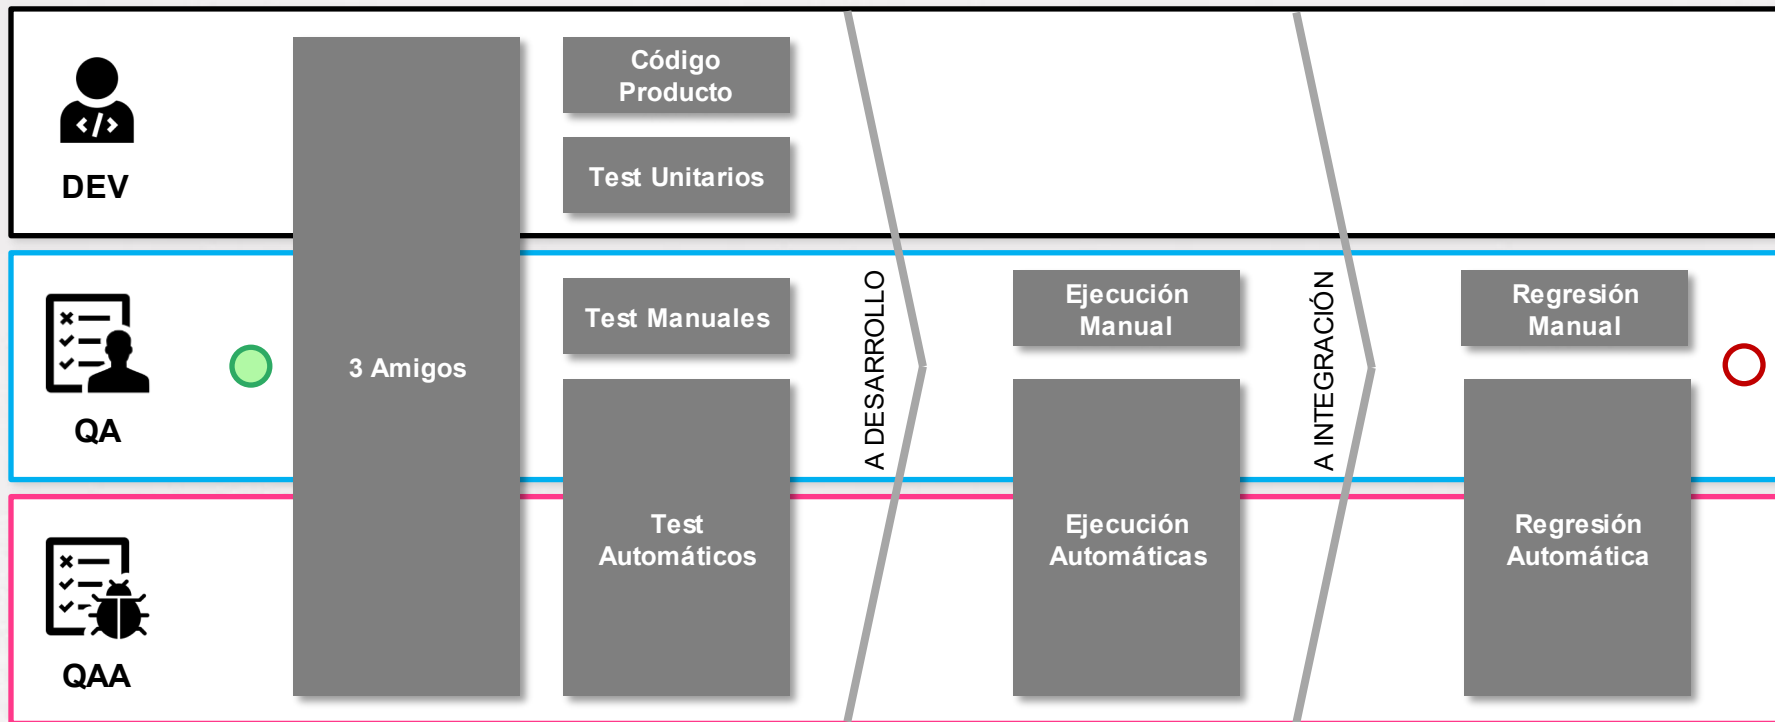 DEV
Código
Producto
Test Unitarios
QA
3 Amigos
Test Manuales
Test
Automáticos
A DESARROLLO
Ejecución
Manual
Ejecución
Automáticas
A INTEGRACIÓN
Regresión
Manual
Regresión
Automática
QAA